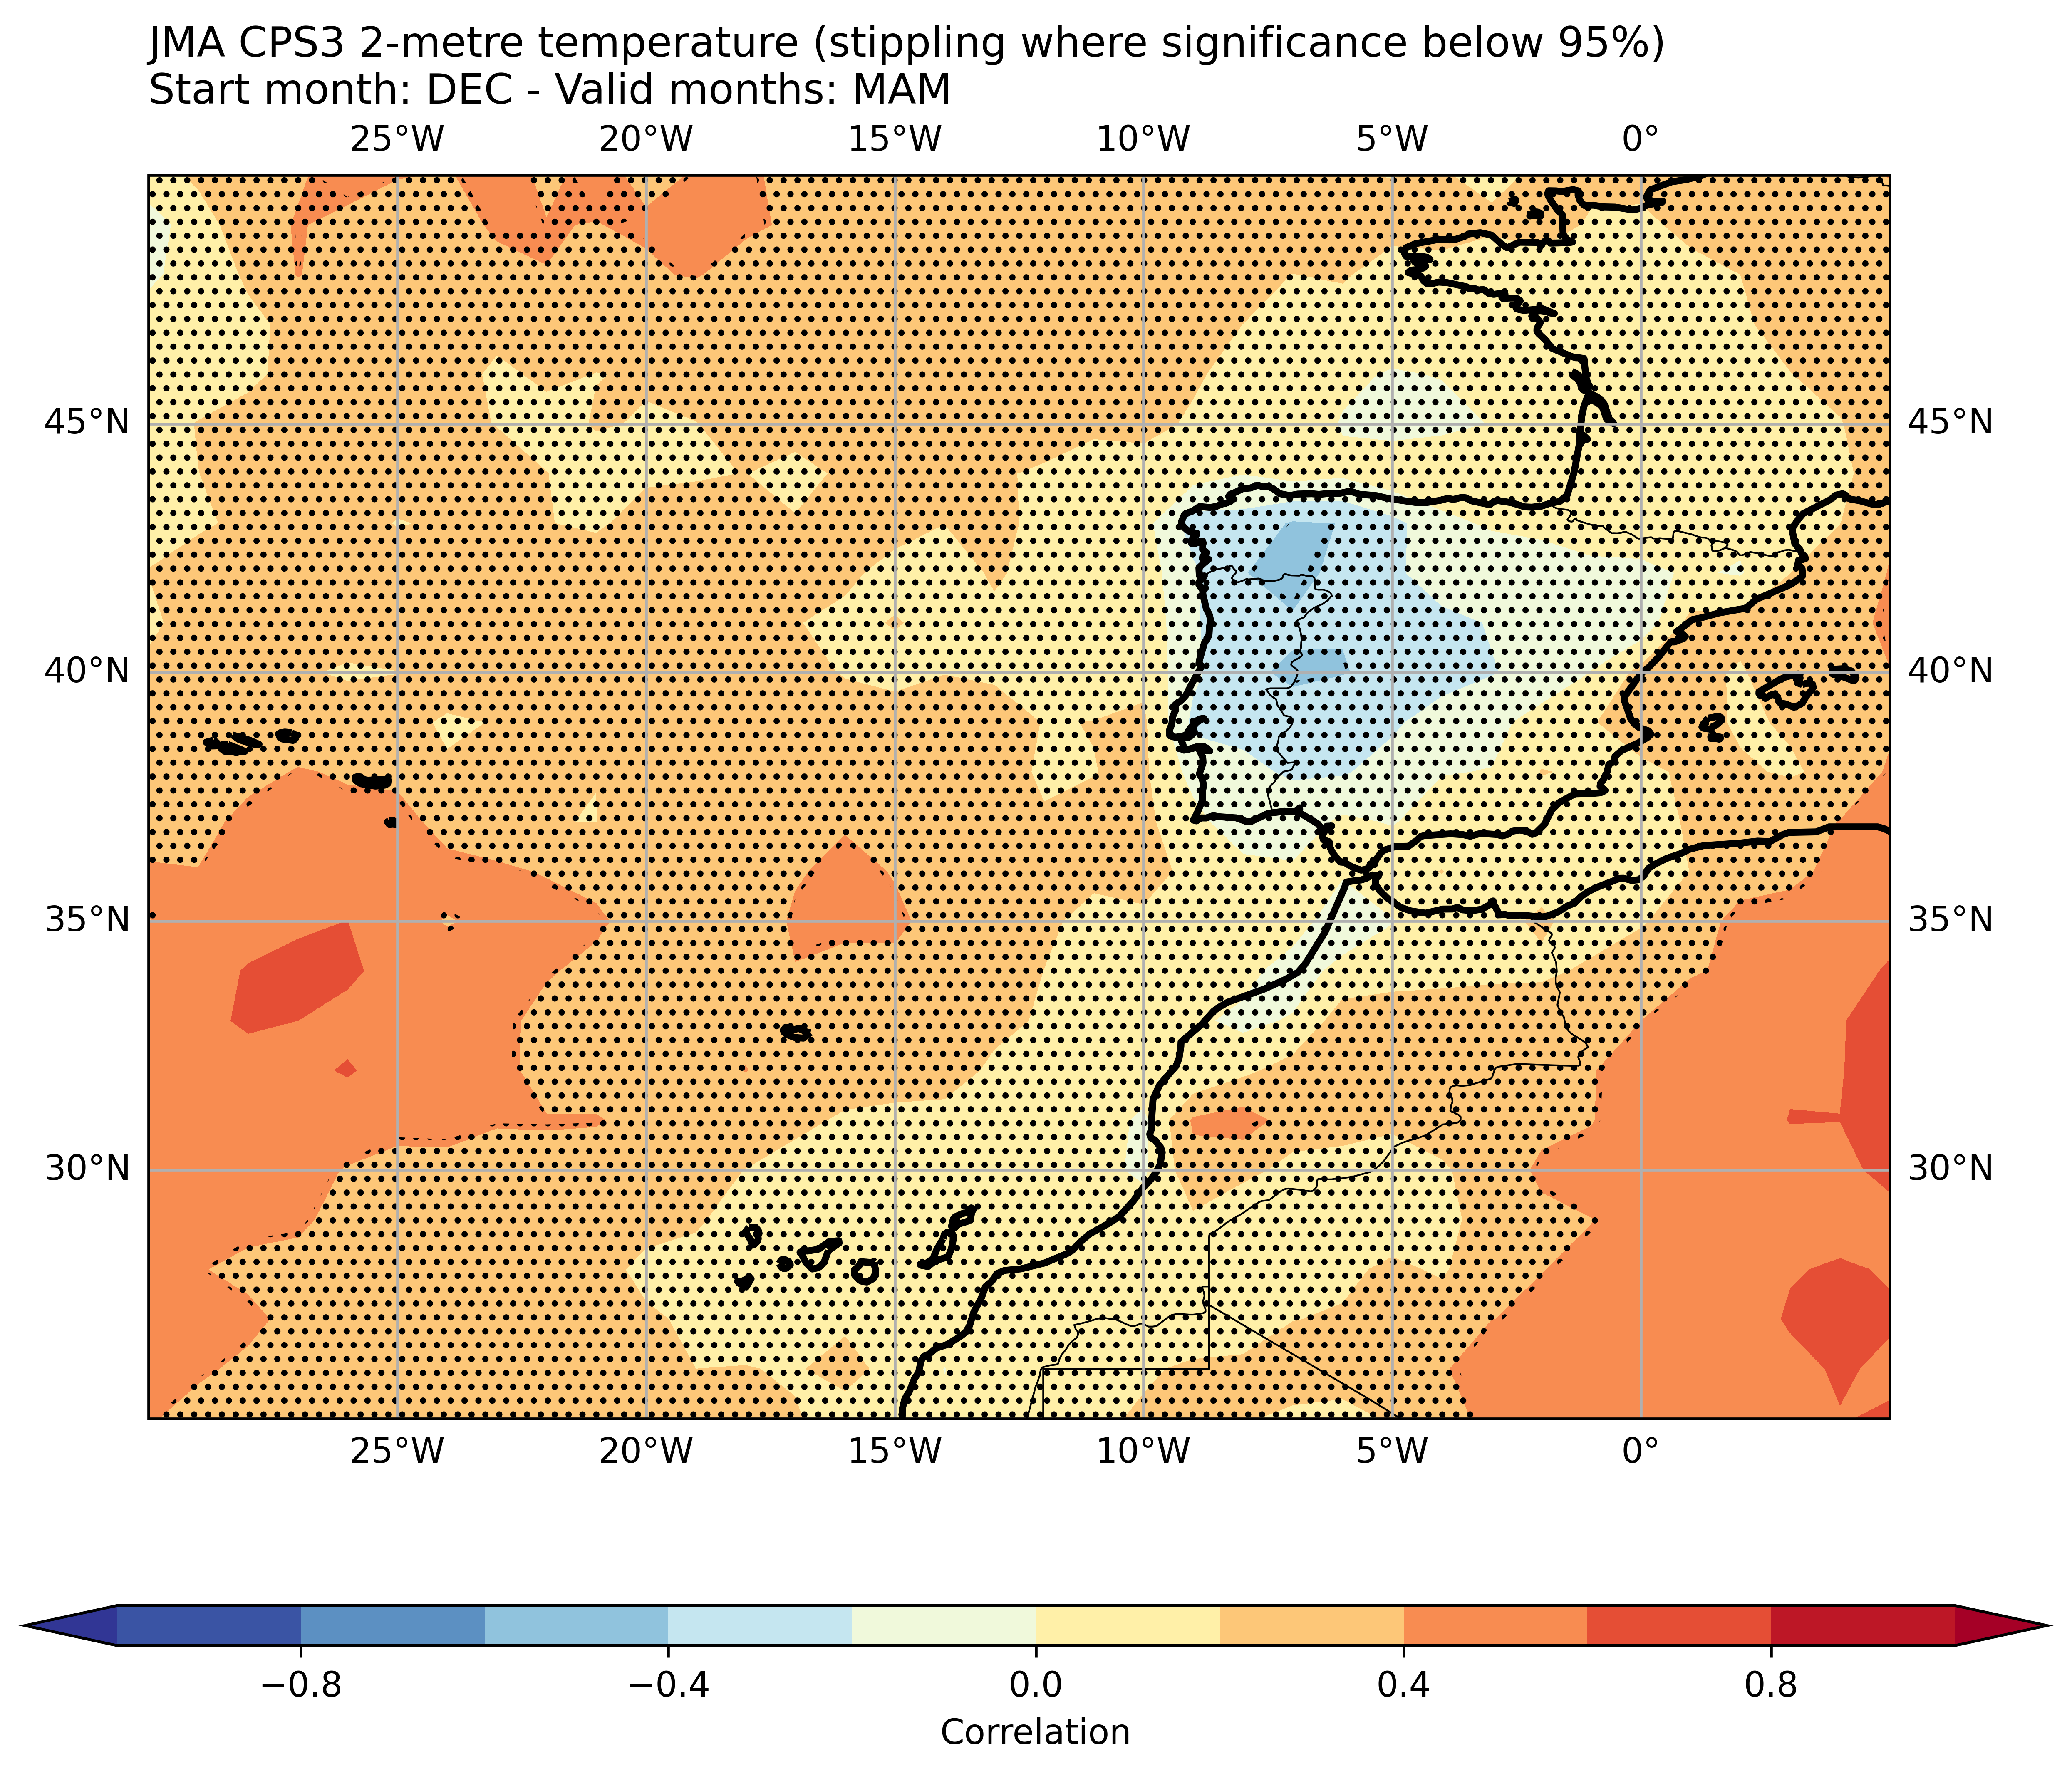 JMA CPS3 2-metre temperature (stippling where significance below 95%)
Start month: DEC - Valid months: MAM
25°W 20°W 15°W 10°W 5°W 0°
45°N 45°N
40°N 40°N
35°N 35°N
30°N 30°N
25°W 20°W 15°W 10°W 5°W 0°
−0.8 −0.4 0.0 0.4 0.8
Correlation